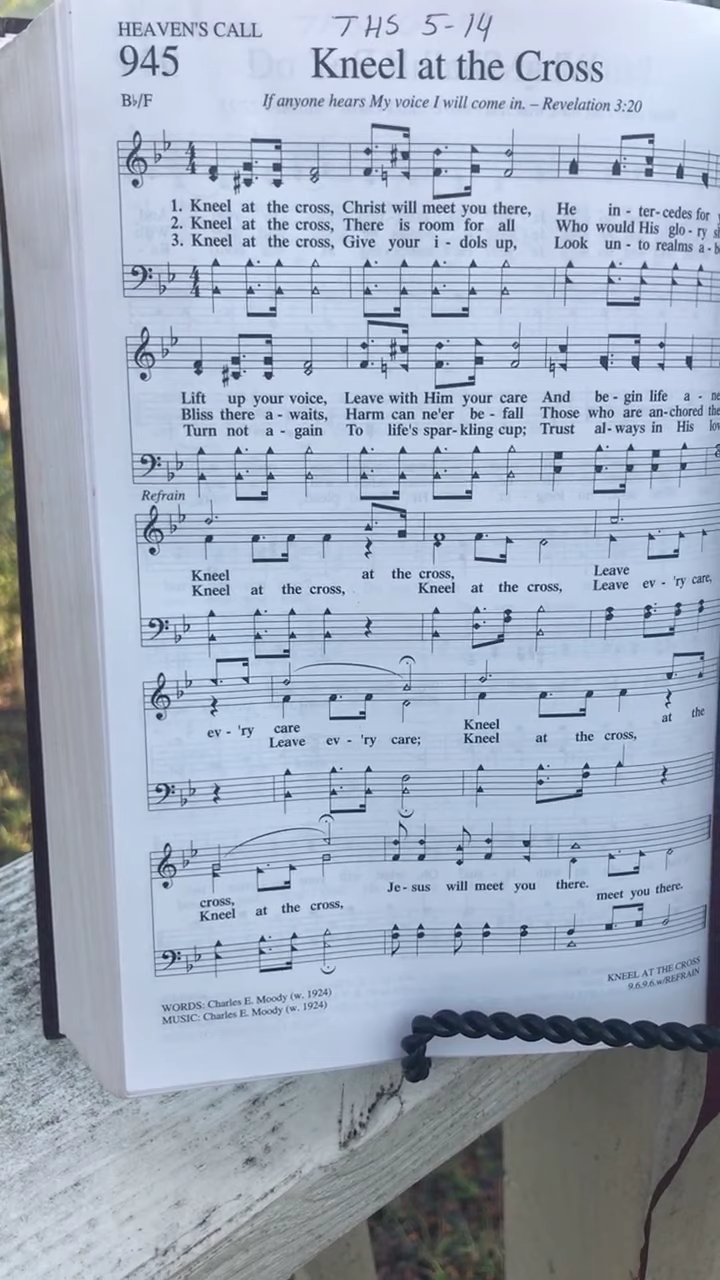 HEAVEN'S CALL THS 5-14
945 Kneel at the Cross
B♭/F If anyone hears My voice I will come in. – Revelation 3:20
1. Kneel at the cross, Christ will meet you there, He in - ter-cedes for
2. Kneel at the cross, There is room for all Who would His glo - ry
3. Kneel at the cross, Give your i - dols up, Look un - to realms
Lift up your voice, Leave with Him your care And be - gin life
Bliss there a - waits, Harm can ne'er be - fall Those who are an-chored
Turn not a - gain To life's spar- kling cup; Trust al- ways in His
Refrain
Kneel at the cross, Leave
Kneel at the cross, Kneel at the cross, Leave ev - 'ry care,
ev - 'ry care Kneel at the
Leave ev - 'ry care; Kneel at the cross,
cross, Je- sus will meet you there.
Kneel at the cross, meet you there.
WORDS: Charles E. Moody (w. 1924) KNEEL AT THE CROSS
MUSIC: Charles E. Moody (w. 1924) 9.6.9.6.w/REFRAIN